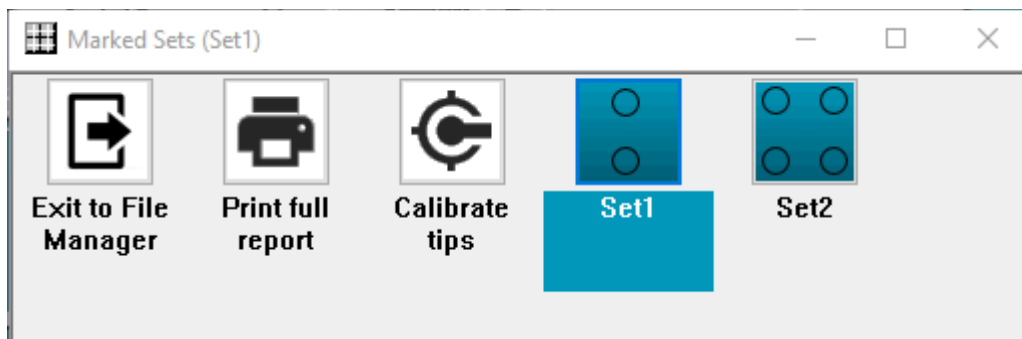 Marked Sets (Set1)
Exit to File
Manager
Print full
report
Calibrate
tips
Set1
Set2